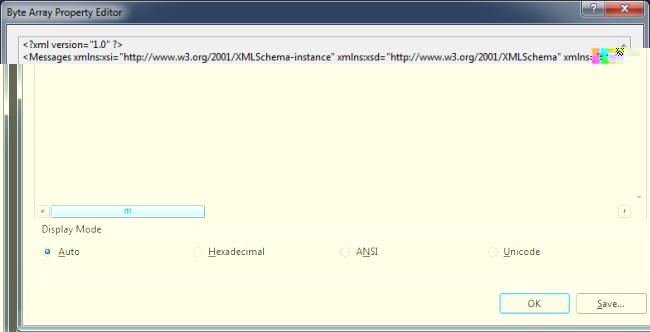 Byte Array Property Editor
<?xml version="1.0" ?>
<Messages xmlns:xsi="http://www.w3.org/2001/XMLSchema-instance" xmlns:xsd="http://www.w3.org/2001/XMLSchema" xmlns=
Display Mode
Auto Hexadecimal ANSI Unicode
OK Save...